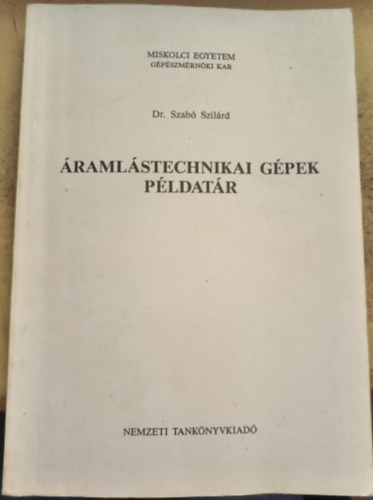 MISKOLCI EGYETEM
GÉPÉSZMÉRNÖKI KAR
Dr. Szabó Szilárd
ÁRAMLÁSTECHNIKAI GÉPEK
PÉLDATÁR
NEMZETI TANKÖNYVKIADÓ